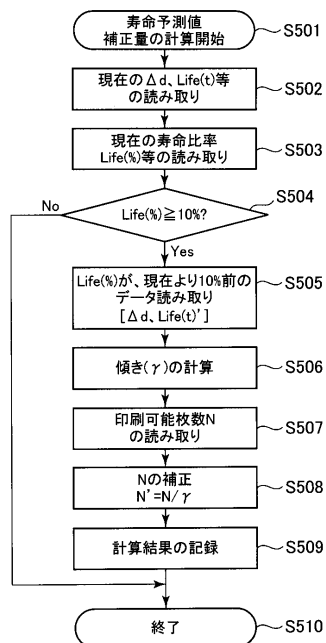 寿命予測値
補正量の計算開始
S501
現在のΔd、Life(t)等
の読み取り
S502
現在の寿命比率
Life(%)等の読み取り
S503
S504
No
Life(%)≧10%?
Yes
Life(%)が、現在より10%前の
データ読み取り
[Δd、Life(t)']
S505
傾き(γ)の計算
S506
印刷可能枚数N
の読み取り
S507
Nの補正
N'=N/γ
S508
計算結果の記録
S509
終了
S510